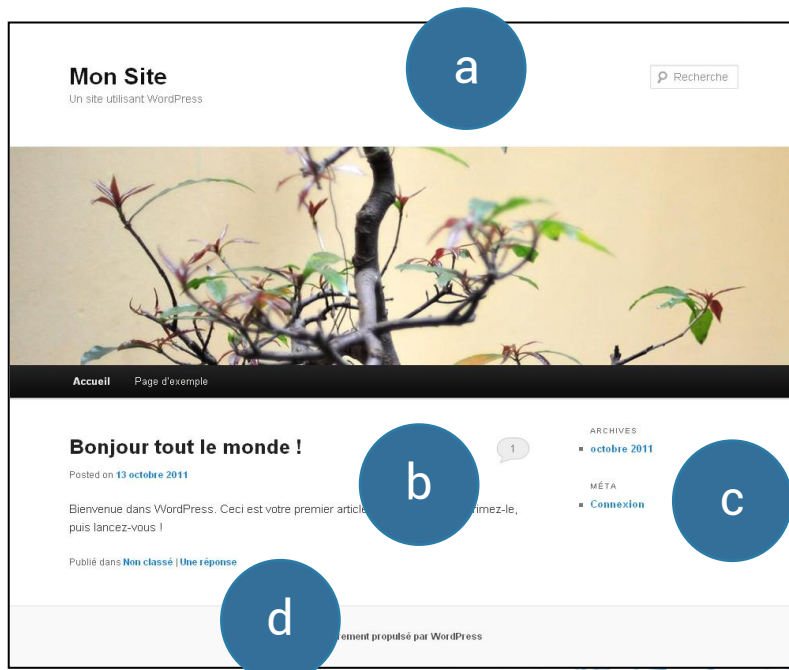 a
Mon Site
Recherche
Un site utilisant WordPress
Accueil Page d'exemple
ARCHIVES
Bonjour tout le monde !
1
octobre 2011
Posted on 13 octobre 2011
b
MÉTA
c
Connexion
Bienvenue dans WordPress. Ceci est votre premier
puis lancez-vous !
Publié dans Non classé | Une réponse
d
propulsé par WordPress